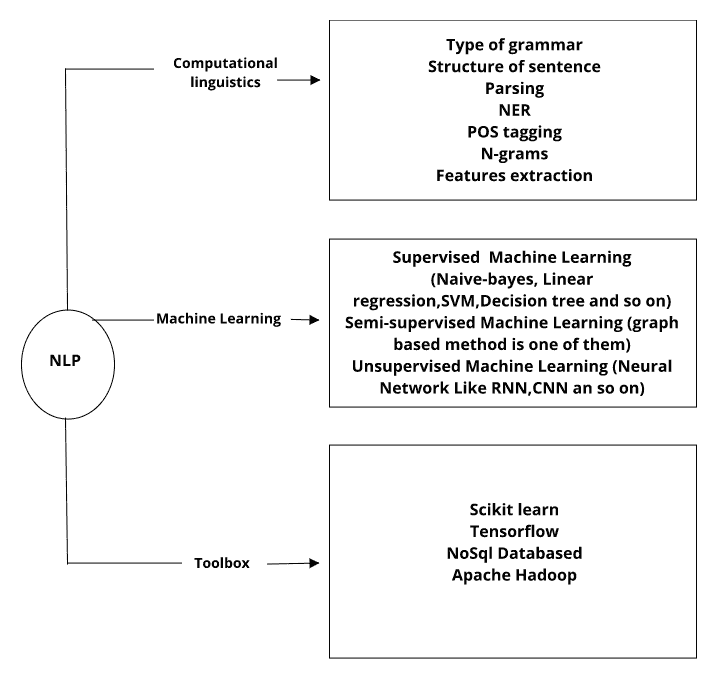 Computational
linguistics
Type of grammar
Structure of sentence
Parsing
NER
POS tagging
N-grams
Features extraction
NLP
Machine Learning
Supervised  Machine Learning
(Naive-bayes, Linear
regression,SVM,Decision tree and so on)
Semi-supervised Machine Learning (graph
based method is one of them)
Unsupervised Machine Learning (Neural
Network Like RNN,CNN an so on)
Toolbox
Scikit learn
Tensorflow
NoSql Databased
Apache Hadoop